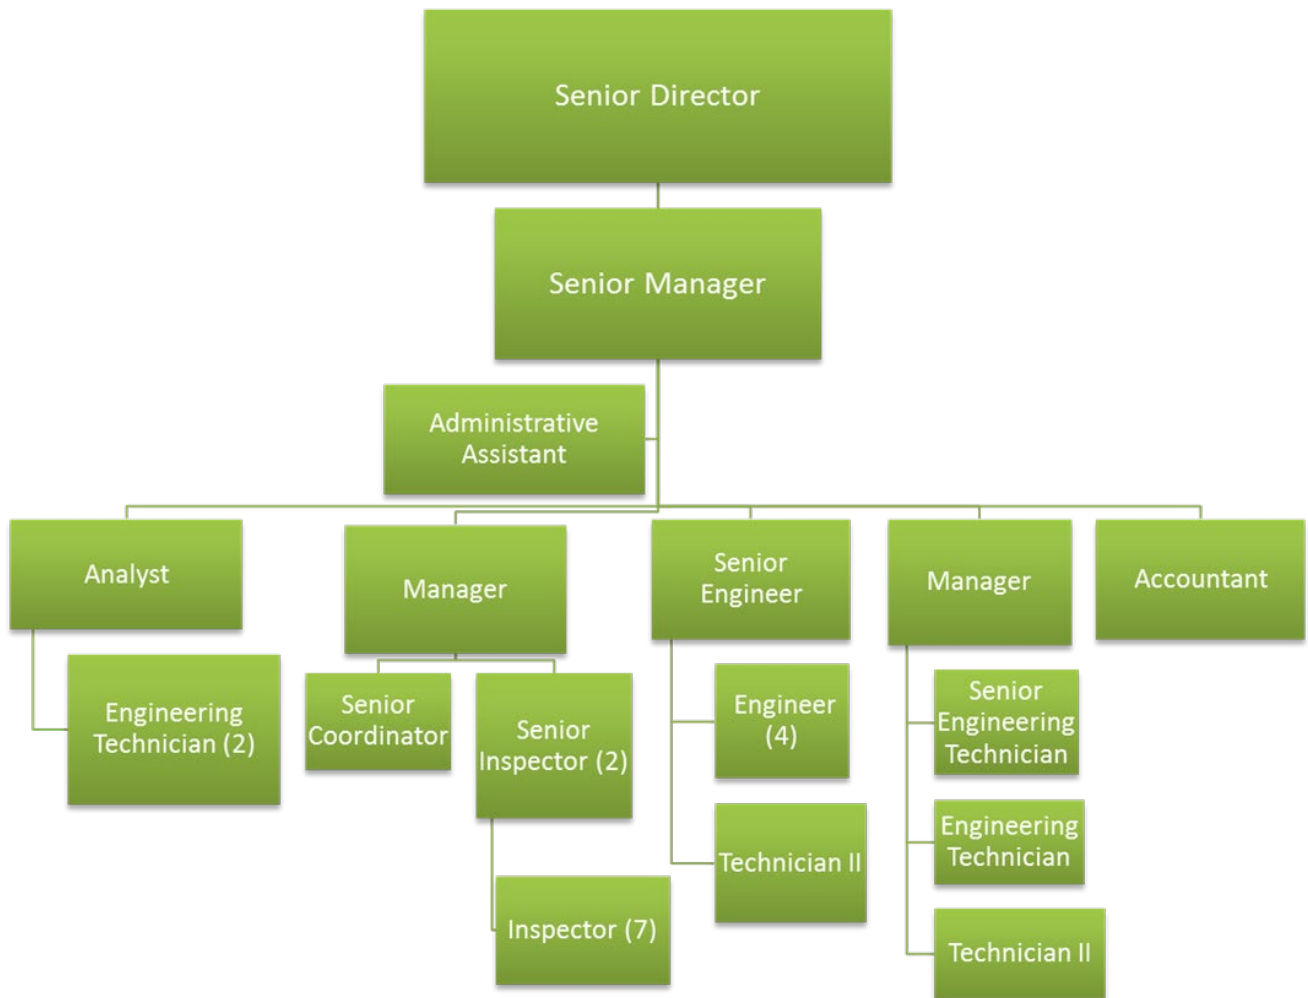 Senior Director
Senior Manager
Administrative
Assistant
Analyst
Manager
Senior
Engineer
Manager
Accountant
Engineering
Technician (2)
Senior
Coordinator
Senior
Inspector (2)
Inspector (7)
Engineer
(4)
Technician II
Senior
Engineering
Technician
Engineering
Technician
Technician II